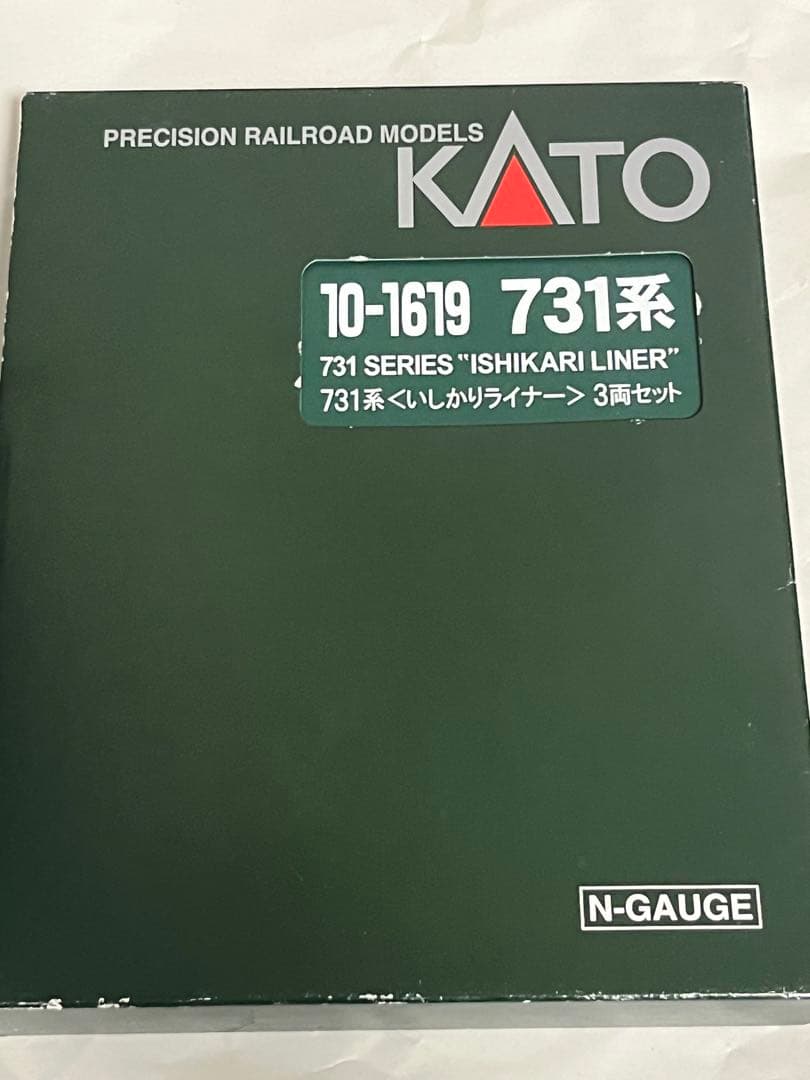 PRECISION RAILROAD MODELS
KATO
10-1619 731系
731 SERIES "ISHIKARI LINER"
731系<いしかりライナー> 3両セット
N-GAUGE